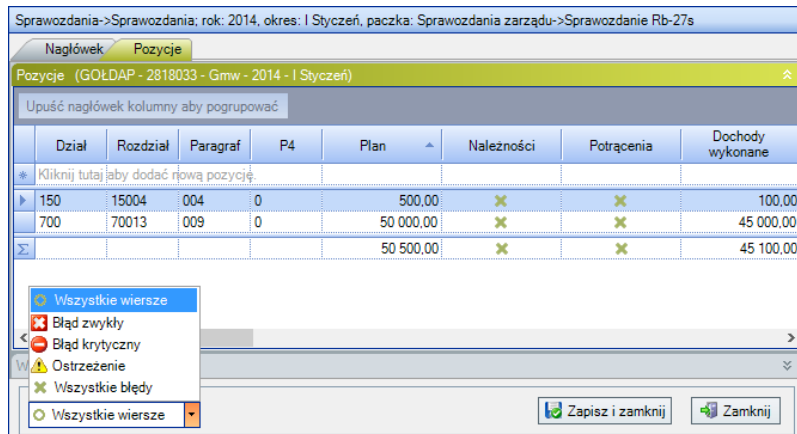 Sprawozdania->Sprawozdania; rok: 2014, okres: I Styczeń, paczka: Sprawozdania zarządu->Sprawozdanie Rb-27s
Nagłówek Pozycje
Pozycje (GOŁDAP - 2818033 - Gmw - 2014 - I Styczeń)
Upuść nagłówek kolumny aby pogrupować
Dział Rozdział Paragraf P4 Plan Należności Potrącenia Dochody wykonane
Kliknij tutaj aby dodać nową pozycję.
150 15004 004 0 500,00 100,00
700 70013 009 0 50 000,00 45 000,00
Σ 50 500,00 45 100,00
Wszystkie wiersze
Błąd zwykły
Błąd krytyczny
Ostrzeżenie
Wszystkie błędy
Wszystkie wiersze
Zapisz i zamknij Zamknij